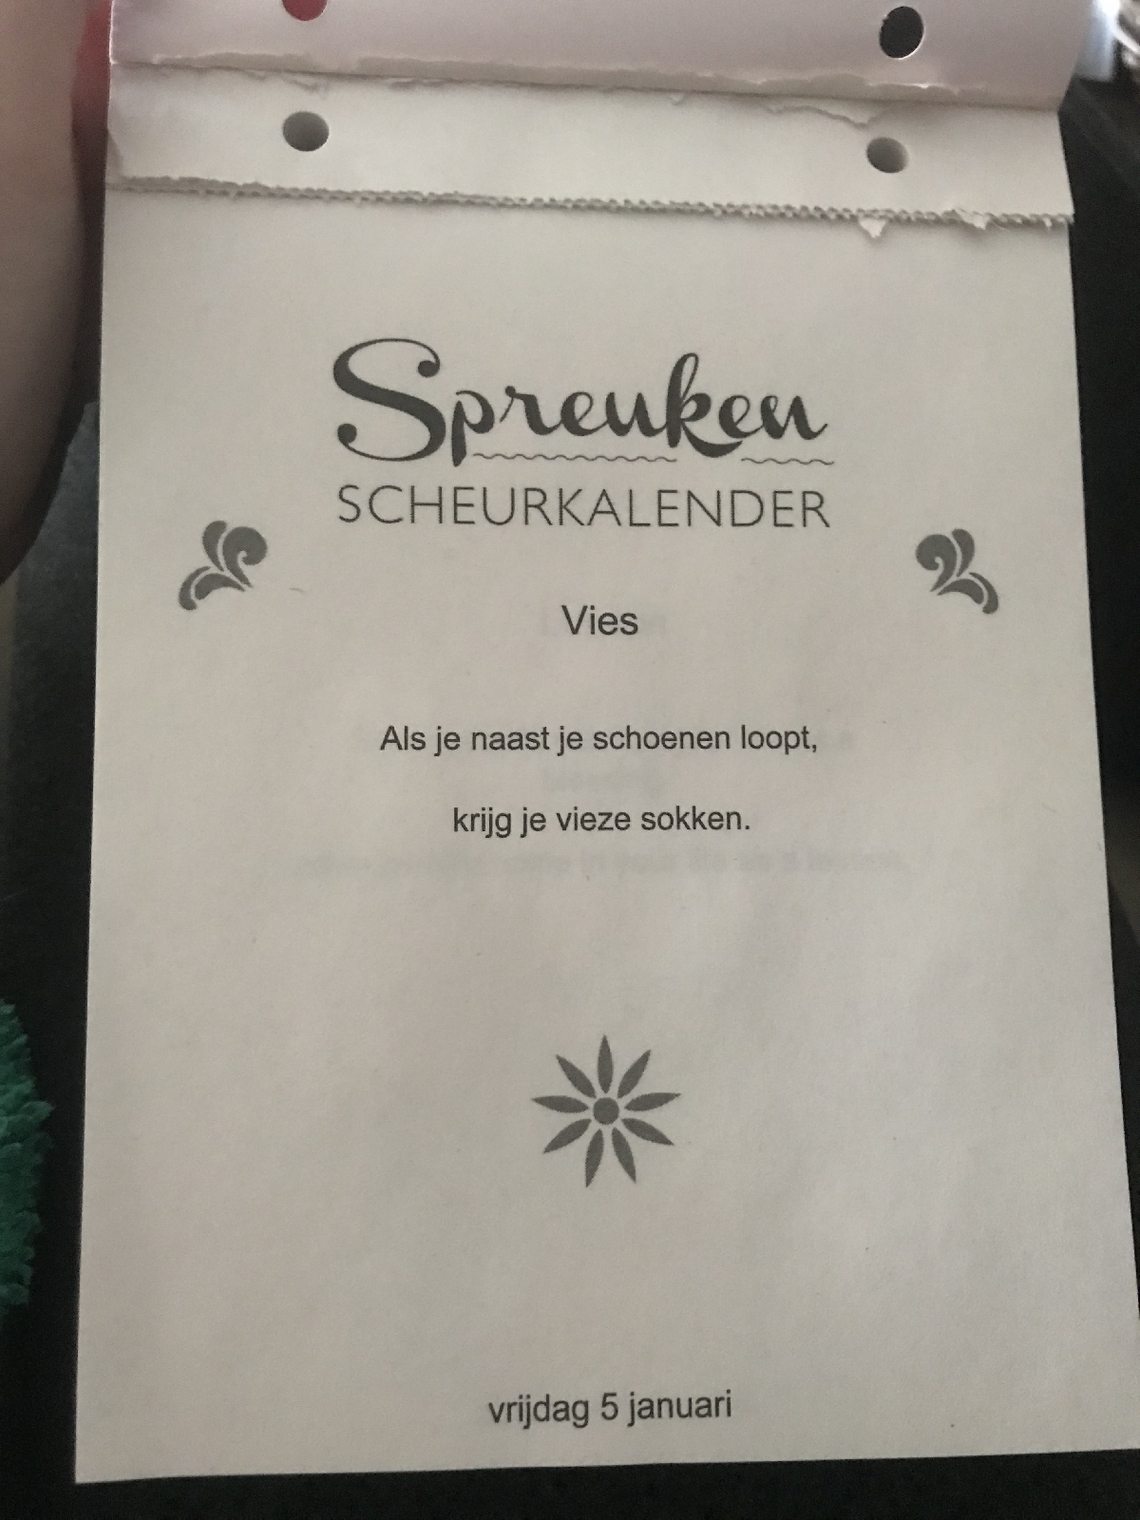 Spreuken
SCHEURKALENDER
Vies
Als je naast je schoenen loopt,
krijg je vieze sokken.
vrijdag 5 januari